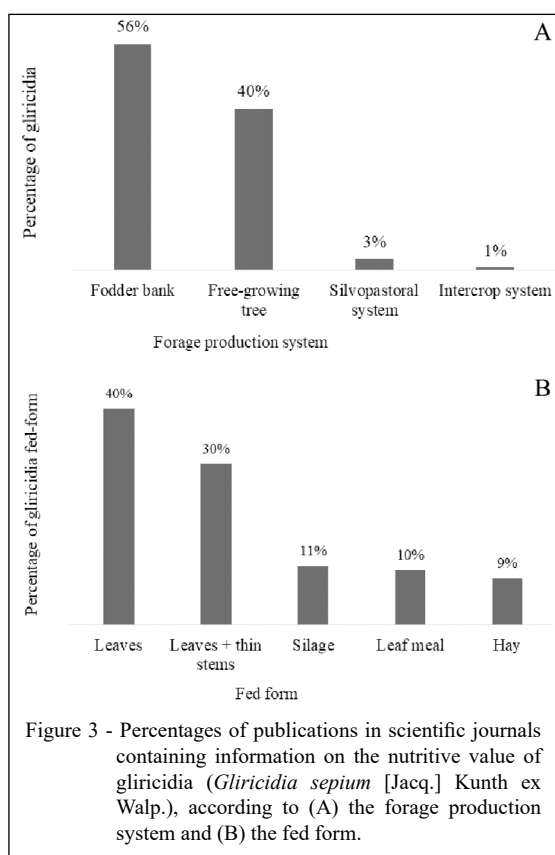 A
Percentage of gliricidia
56%
40%
3%
1%
Fodder bank
Free-growing
tree
Silvopastoral
system
Intercrop system
Forage production system
B
Percentage of gliricidia fed-form
40%
30%
11%
10%
9%
Leaves
Leaves + thin
stems
Silage
Leaf meal
Hay
Fed form
Figure 3 - Percentages of publications in scientific journals
containing information on the nutritive value of
gliricidia (Gliricidia sepium [Jacq.] Kunth ex
Walp.), according to (A) the forage production
system and (B) the fed form.